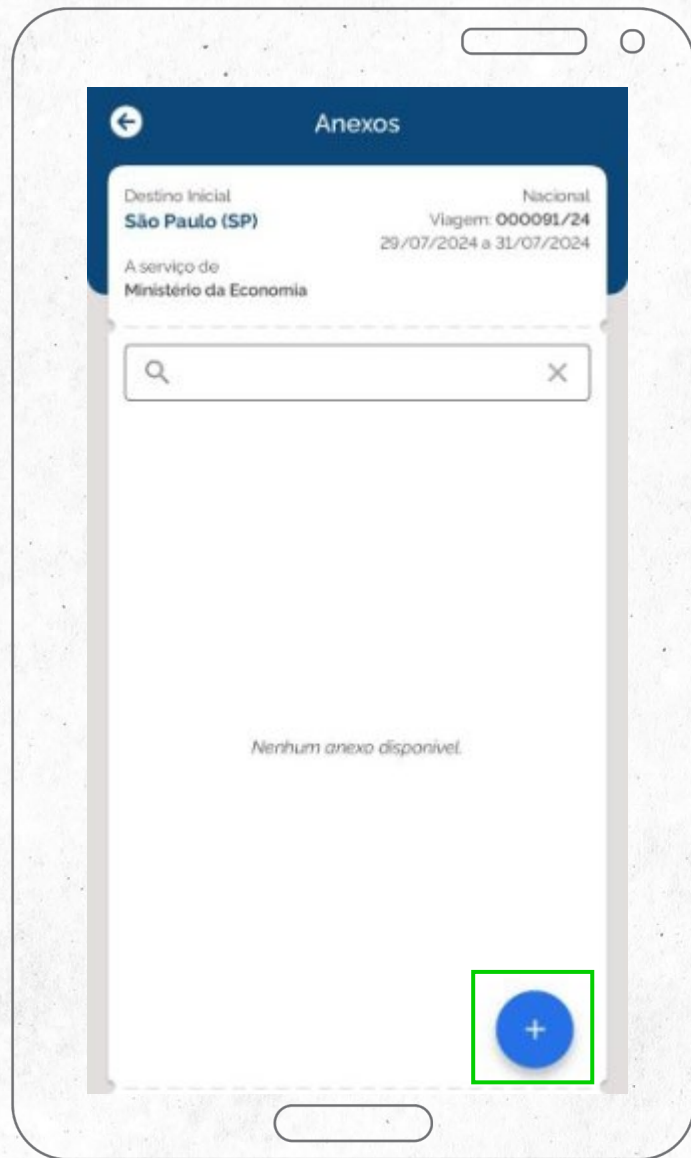 Anexos
Destino Inicial
Nacional
São Paulo (SP)
Viagem: 000091/24
29/07/2024 a 31/07/2024
A serviço de
Ministério da Economia
Nenhum anexo disponível.
+